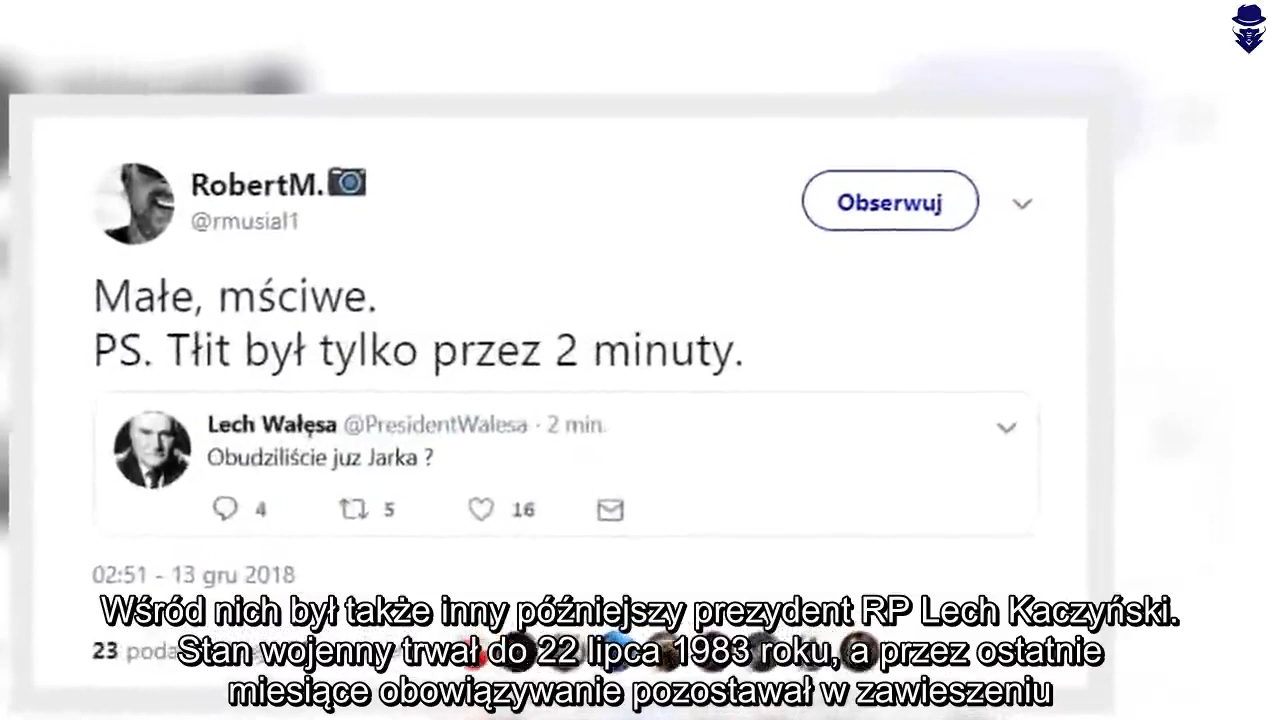 RobertM.
@rmusial1
Obserwuj
Małe, mściwe.
PS. Tłit był tylko przez 2 minuty.
Lech Wałęsa @PresidentWalesa · 2 min.
Obudziliście juz Jarka ?
4 5 16
02:51 - 13 gru 2018
Wśród nich był także inny późniejszy prezydent RP Lech Kaczyński.
23
Stan wojenny trwał do 22 lipca 1983 roku, a przez ostatnie
miesiące obowiązywanie pozostawał w zawieszeniu